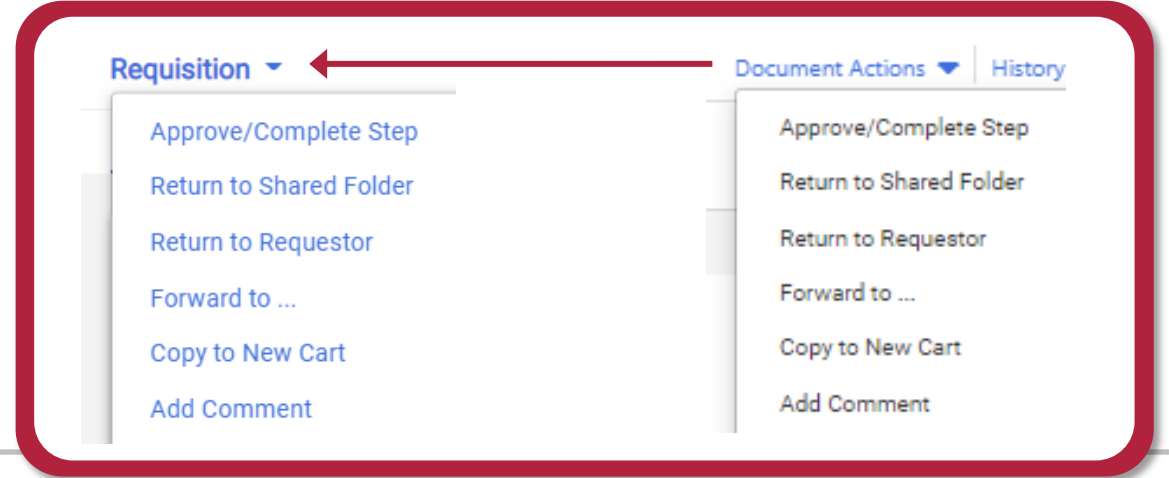 Requisition
Approve/Complete Step
Return to Shared Folder
Return to Requestor
Forward to ...
Copy to New Cart
Add Comment
Document Actions History
Approve/Complete Step
Return to Shared Folder
Return to Requestor
Forward to ...
Copy to New Cart
Add Comment